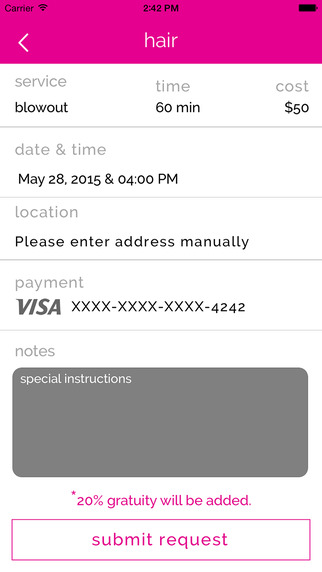 Carrier 2:42 PM
hair
service time cost
blowout 60 min $50
date & time
May 28, 2015 & 04:00 PM
location
Please enter address manually
payment
VISA XXXX-XXXX-XXXX-4242
notes
special instructions
*20% gratuity will be added.
submit request